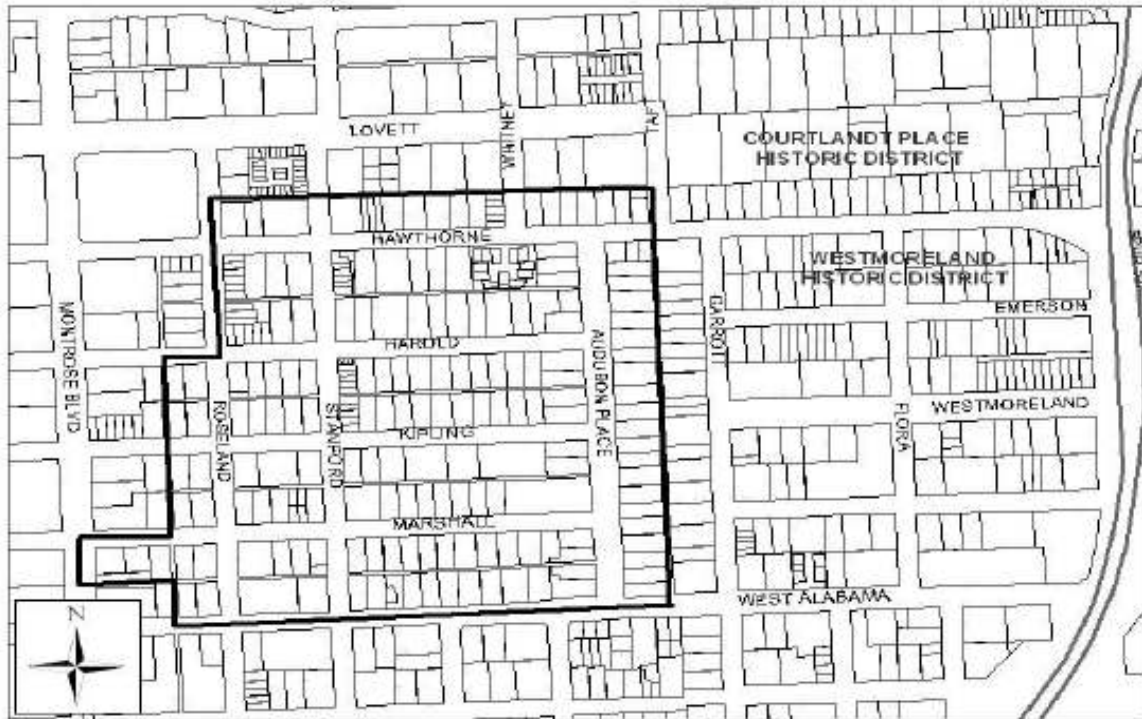 LOVETT
WHITNEY
TAF
COURTLANDT PLACE
HISTORIC DISTRICT
HAWTHORNE
WESTMORELAND
HISTORIC DISTRICT
EMERSON
MONTROSE BLVD
HAROLD
AUDUBON PLACE
GARROTT
ROSELAND
STANFORD
KIPLING
WESTMORELAND
FLORA
MARSHALL
WEST ALABAMA
N